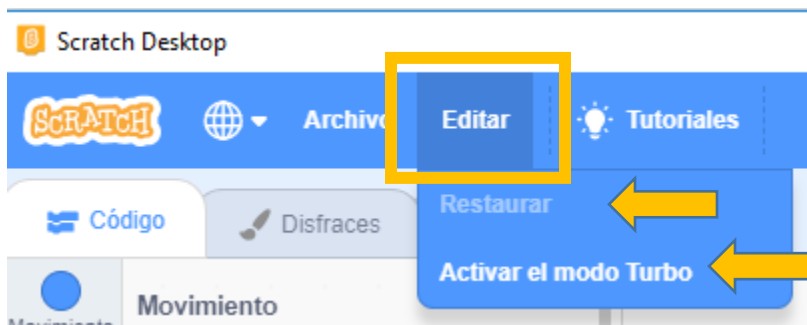 Scratch Desktop
SCRATCH Archivo Editar Tutoriales
Código Disfraces Restaurar
Activar el modo Turbo
Movimiento